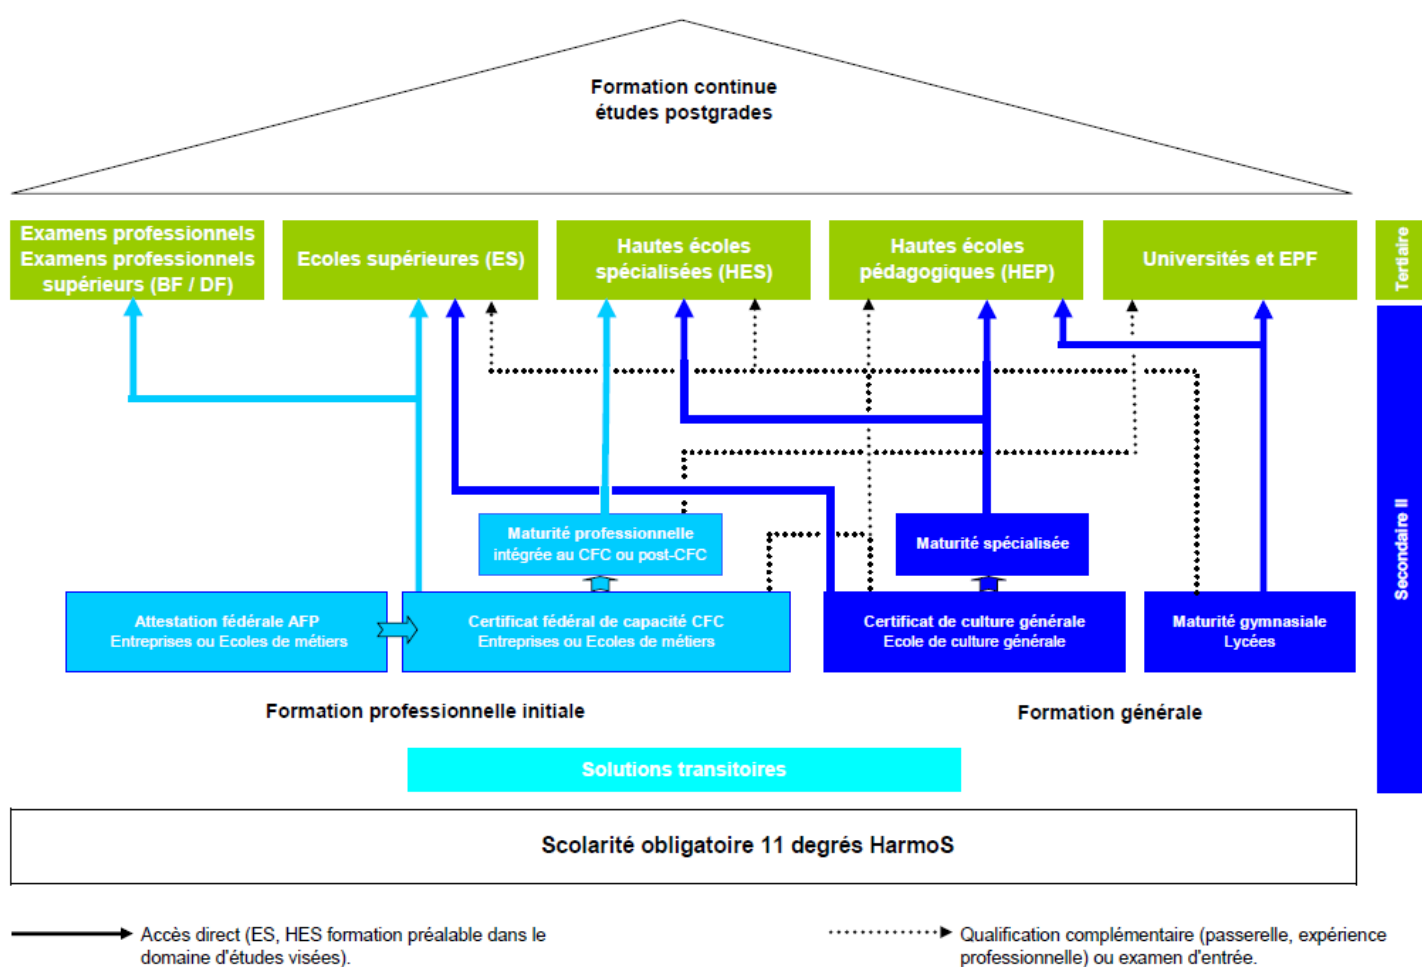 Formation continue
études postgrades
Examens professionnels
Examens professionnels
supérieurs (BF / DF)
Ecoles supérieures (ES)
Hautes écoles
spécialisées (HES)
Hautes écoles
pédagogiques (HEP)
Universités et EPF
Tertiaire
Secondaire II
Maturité professionnelle
intégrée au CFC ou post-CFC
Maturité spécialisée
Attestation fédérale AFP
Entreprises ou Ecoles de métiers
Certificat fédéral de capacité CFC
Entreprises ou Ecoles de métiers
Certificat de culture générale
Ecole de culture générale
Maturité gymnasiale
Lycées
Formation professionnelle initiale
Formation générale
Solutions transitoires
Scolarité obligatoire 11 degrés HarmoS
Accès direct (ES, HES formation préalable dans le
domaine d'études visées).
Qualification complémentaire (passerelle, expérience
professionnelle) ou examen d'entrée.